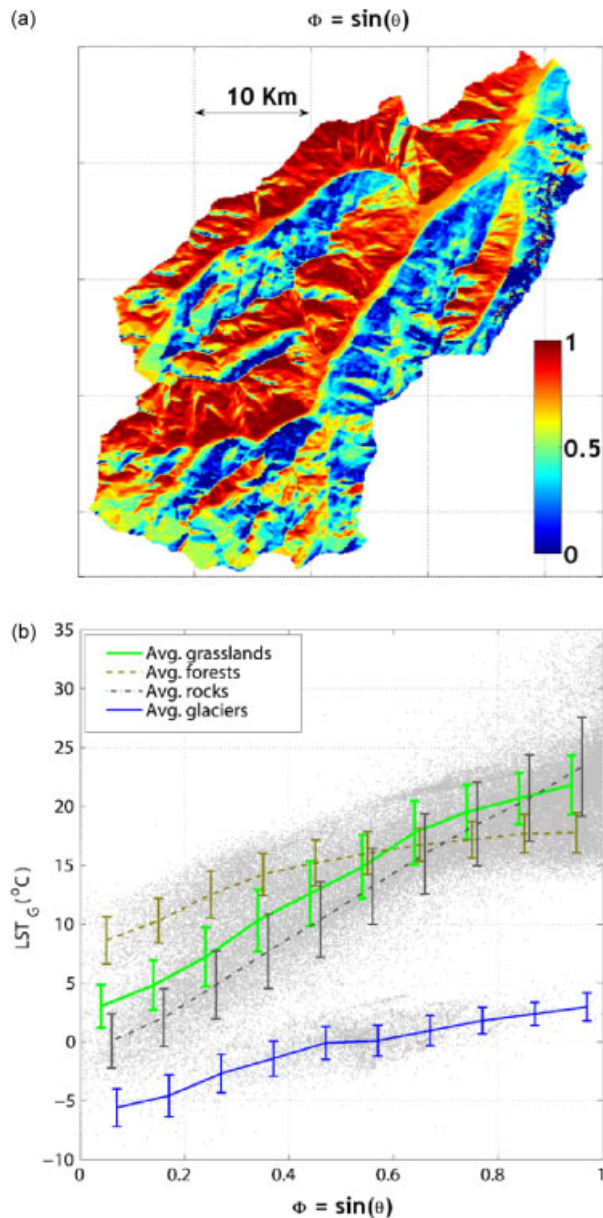 (a)
Φ = sin(θ)
10 Km
1
0.5
0
(b)
35
30
25
20
15
10
5
0
−5
−10
LST_G (°C)
Avg. grasslands
Avg. forests
Avg. rocks
Avg. glaciers
0 0.2 0.4 0.6 0.8 1
Φ = sin(θ)